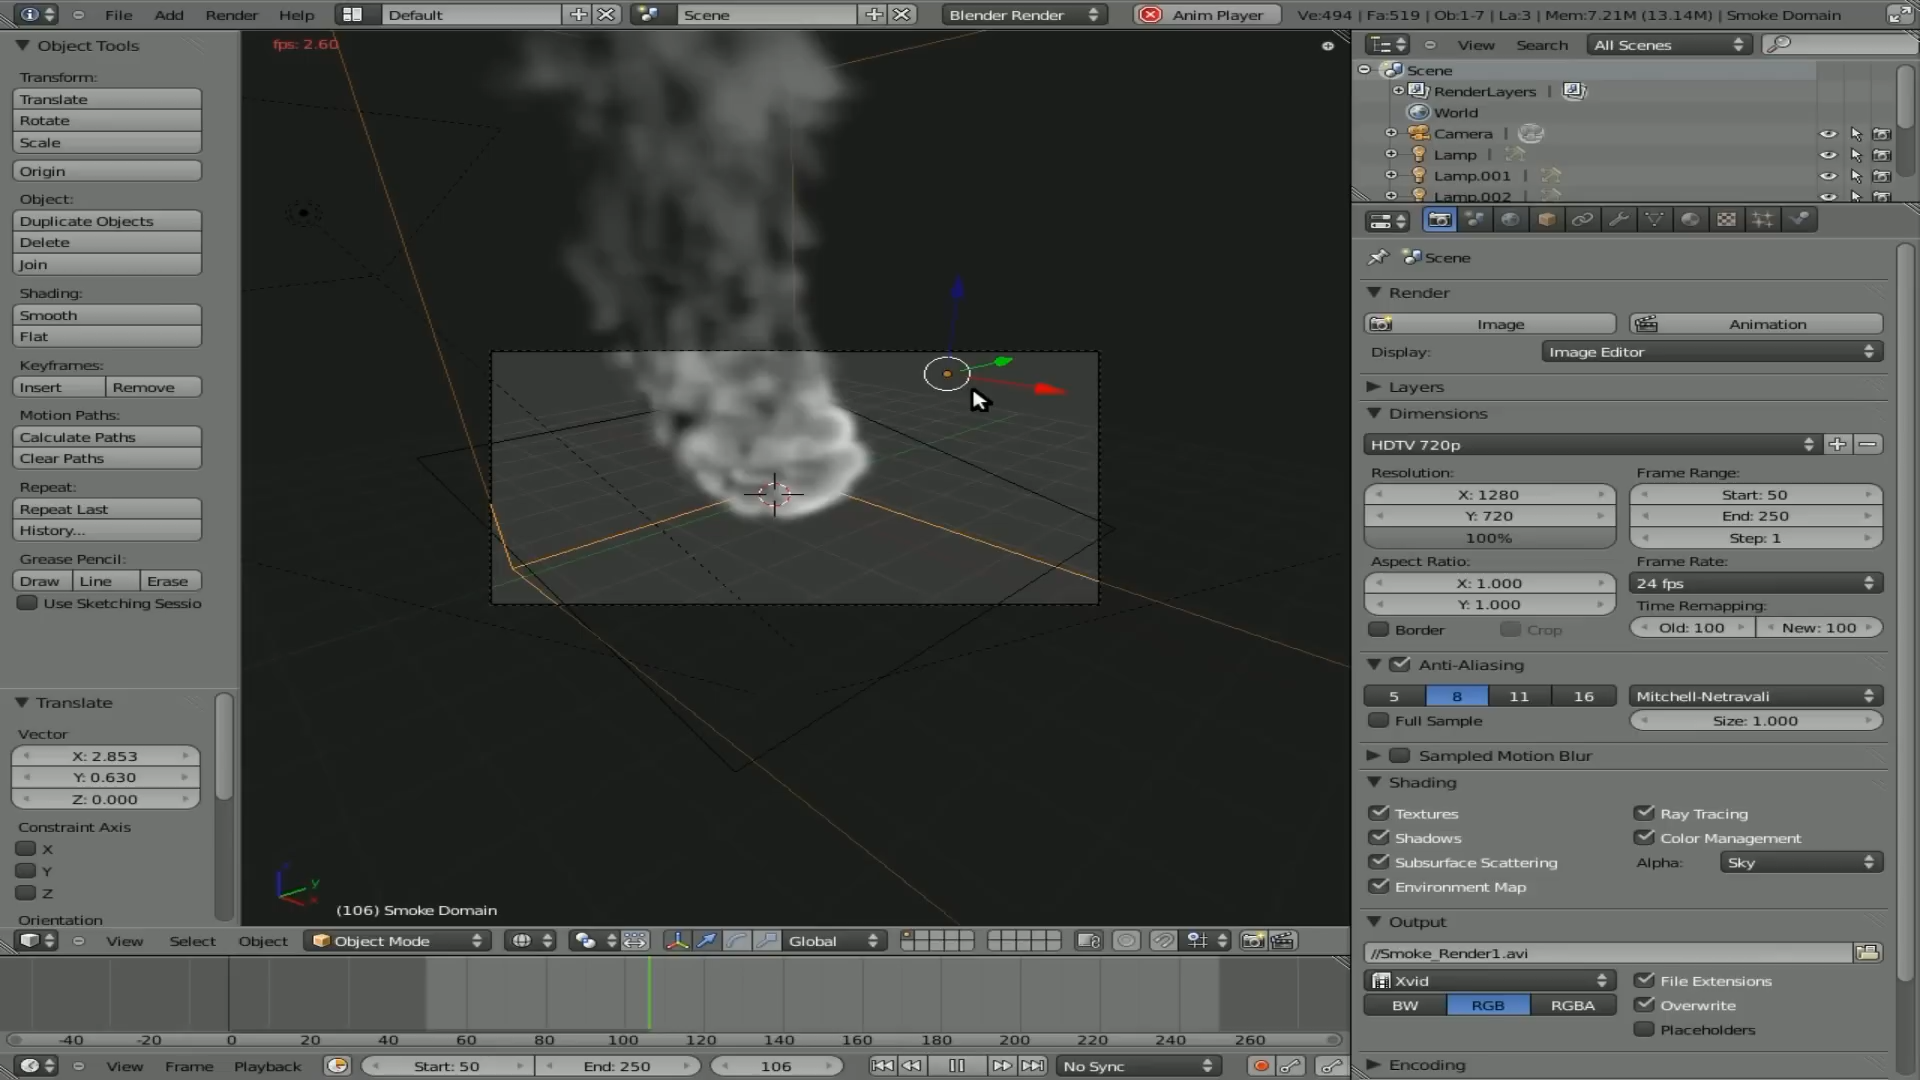 File Add Render Help Default Scene Blender Render Anim Player Ve:494 | Fa:519 | Ob:1-7 | La:3 | Mem:7.21M (13.14M) | Smoke Domain
Object Tools
Transform:
Translate
Rotate
Scale
Origin
Object:
Duplicate Objects
Delete
Join
Shading:
Smooth
Flat
Keyframes:
Insert Remove
Motion Paths:
Calculate Paths
Clear Paths
Repeat:
Repeat Last
History...
Grease Pencil:
Draw Line Erase
Use Sketching Sessio
Translate
Vector
X: 2.853
Y: 0.630
Z: 0.000
Constraint Axis
X
Y
Z
Orientation
fps: 2.60
(106) Smoke Domain
View Select Object Object Mode Global
-40 -20 0 20 40 60 80 100 120 140 160 180 200 220 240 260
View Frame Playback Start: 50 End: 250 106 No Sync
View Search All Scenes
Scene
RenderLayers |
World
Camera |
Lamp |
Lamp.001 |
Lamp.002 |
Scene
Render
Image Animation
Display: Image Editor
Layers
Dimensions
HDTV 720p
Resolution: Frame Range:
X: 1280 Start: 50
Y: 720 End: 250
100% Step: 1
Aspect Ratio: Frame Rate:
X: 1.000 24 fps
Y: 1.000 Time Remapping:
Border Crop Old: 100 New: 100
Anti-Aliasing
5 8 11 16 Mitchell-Netravali
Full Sample Size: 1.000
Sampled Motion Blur
Shading
Textures Ray Tracing
Shadows Color Management
Subsurface Scattering Alpha: Sky
Environment Map
Output
//Smoke_Render1.avi
Xvid File Extensions
BW RGB RGBA Overwrite
Placeholders
Encoding